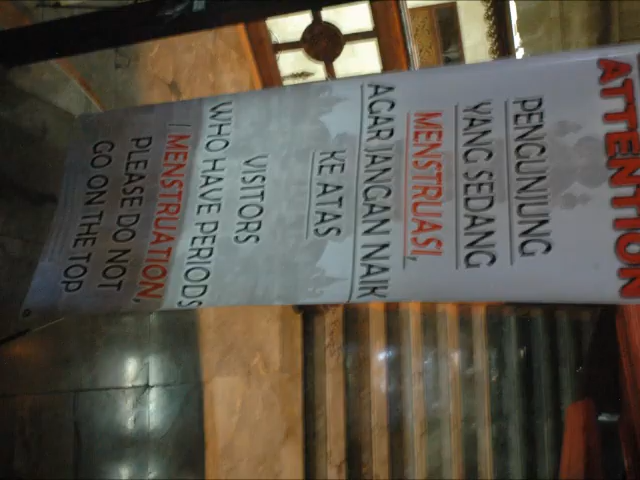 ATTENTION
PENGUNJUNG
YANG SEDANG
MENSTRUASI,
AGAR JANGAN NAIK
KE ATAS
VISITORS
WHO HAVE PERIODS
/ MENSTRUATION,
PLEASE DO NOT
GO ON THE TOP